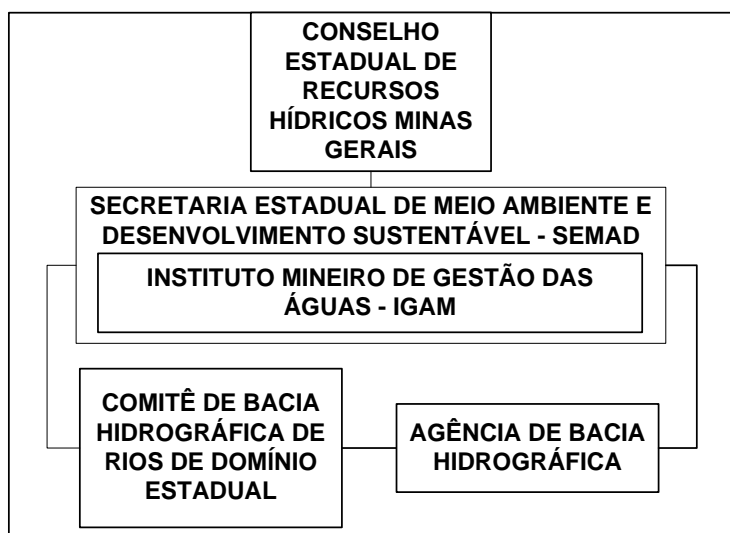 CONSELHO
ESTADUAL DE
RECURSOS
HÍDRICOS MINAS
GERAIS
SECRETARIA ESTADUAL DE MEIO AMBIENTE E
DESENVOLVIMENTO SUSTENTÁVEL - SEMAD
INSTITUTO MINEIRO DE GESTÃO DAS
ÁGUAS - IGAM
COMITÊ DE BACIA
HIDROGRÁFICA DE
RIOS DE DOMÍNIO
ESTADUAL
AGÊNCIA DE BACIA
HIDROGRÁFICA